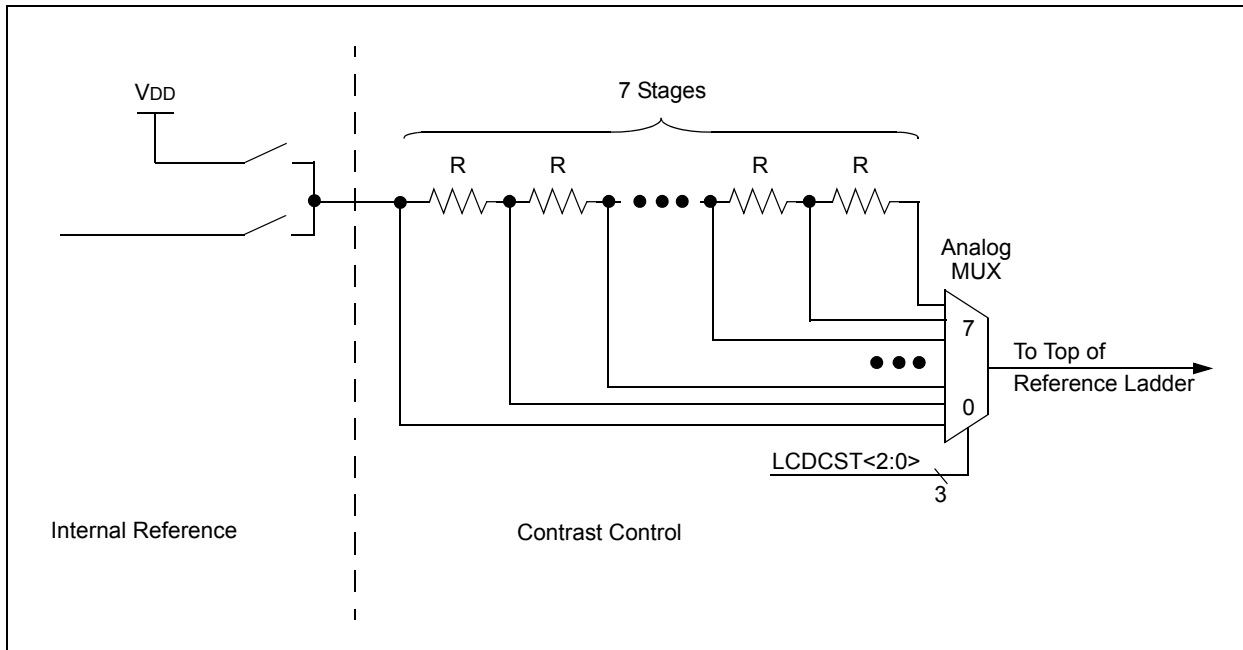 VDD
7 Stages
R
R
R
R
Analog
MUX
7
To Top of
Reference Ladder
0
LCDCST<2:0>
3
Internal Reference
Contrast Control